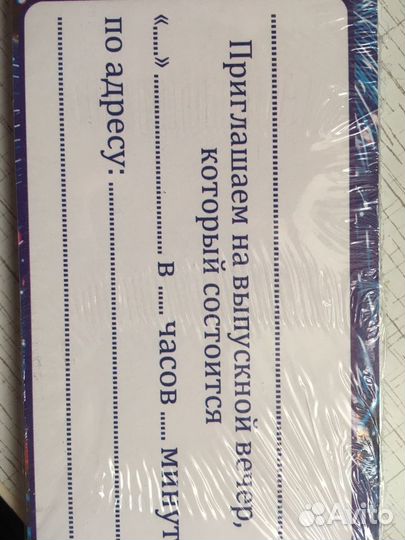 ............................................................
Приглашаем на выпускной вечер,
который состоится
«....» .................... в ..... часов ..... минут
по адресу: ........................................
............................................................
Avito